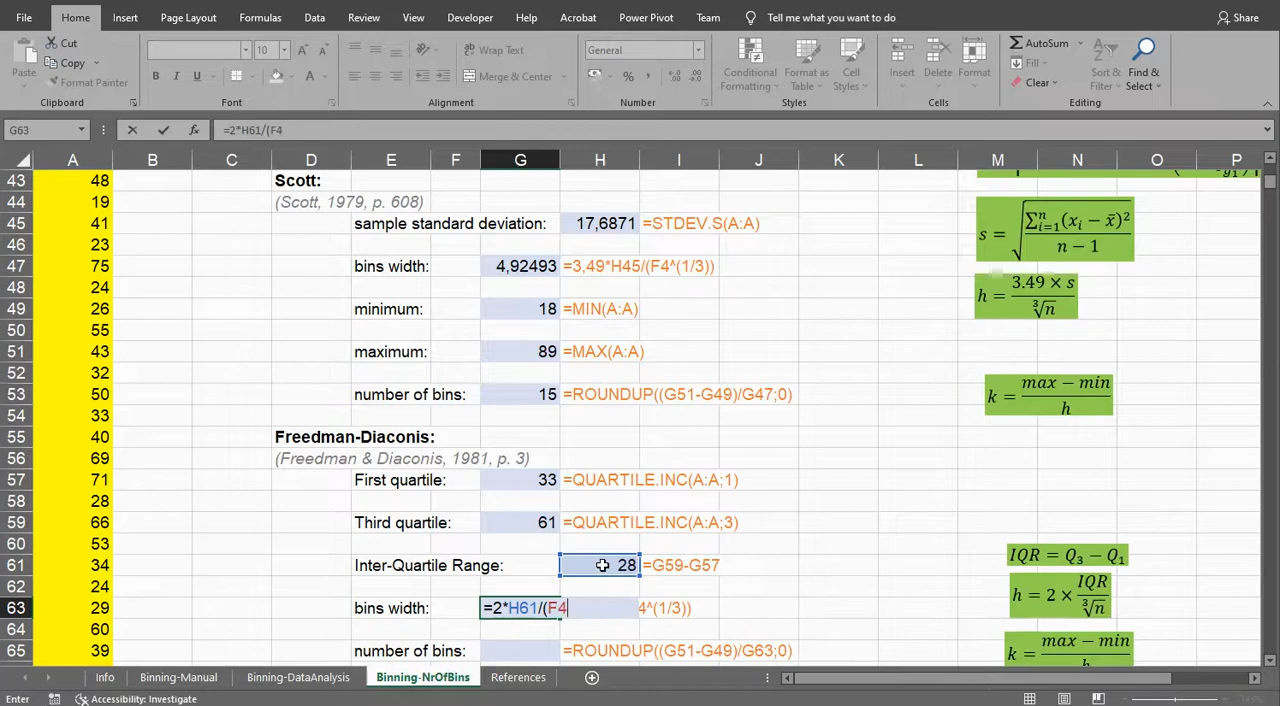 File Home Insert Page Layout Formulas Data Review View Developer Help Acrobat Power Pivot Team Tell me what you want to do Share
Paste Cut Copy Format Painter
10 B I U
Wrap Text Merge & Center
General %
Conditional Formatting Format as Table Cell Styles
Insert Delete Format
AutoSum Fill Clear Sort & Filter Find & Select
Clipboard Font Alignment Number Styles Cells Editing
G63 fx =2*H61/(F4
A B C D E F G H I J K L M N O P
43 48 Scott:
44 19 (Scott, 1979, p. 608)
45 41 sample standard deviation: 17,6871 =STDEV.S(A:A) s = √(∑ⁿᵢ₌₁(xᵢ − x̄)² / n − 1)
46 23
47 75 bins width: 4,92493 =3,49*H45/(F4^(1/3)) h = 3.49 × s / ∛n
48 24
49 26 minimum: 18 =MIN(A:A)
50 55
51 43 maximum: 89 =MAX(A:A)
52 32
53 50 number of bins: 15 =ROUNDUP((G51-G49)/G47;0) k = max − min / h
54 33
55 40 Freedman-Diaconis:
56 69 (Freedman & Diaconis, 1981, p. 3)
57 71 First quartile: 33 =QUARTILE.INC(A:A;1)
58 28
59 66 Third quartile: 61 =QUARTILE.INC(A:A;3)
60 53
61 34 Inter-Quartile Range: 28 =G59-G57 IQR = Q₃ − Q₁
62 24
63 29 bins width: =2*H61/(F4 4^(1/3)) h = 2 × IQR / ∛n
64 60
65 39 number of bins: =ROUNDUP((G51-G49)/G63;0) k = max − min / h
Info Binning-Manual Binning-DataAnalysis Binning-NrOfBins References
Enter Accessibility: Investigate